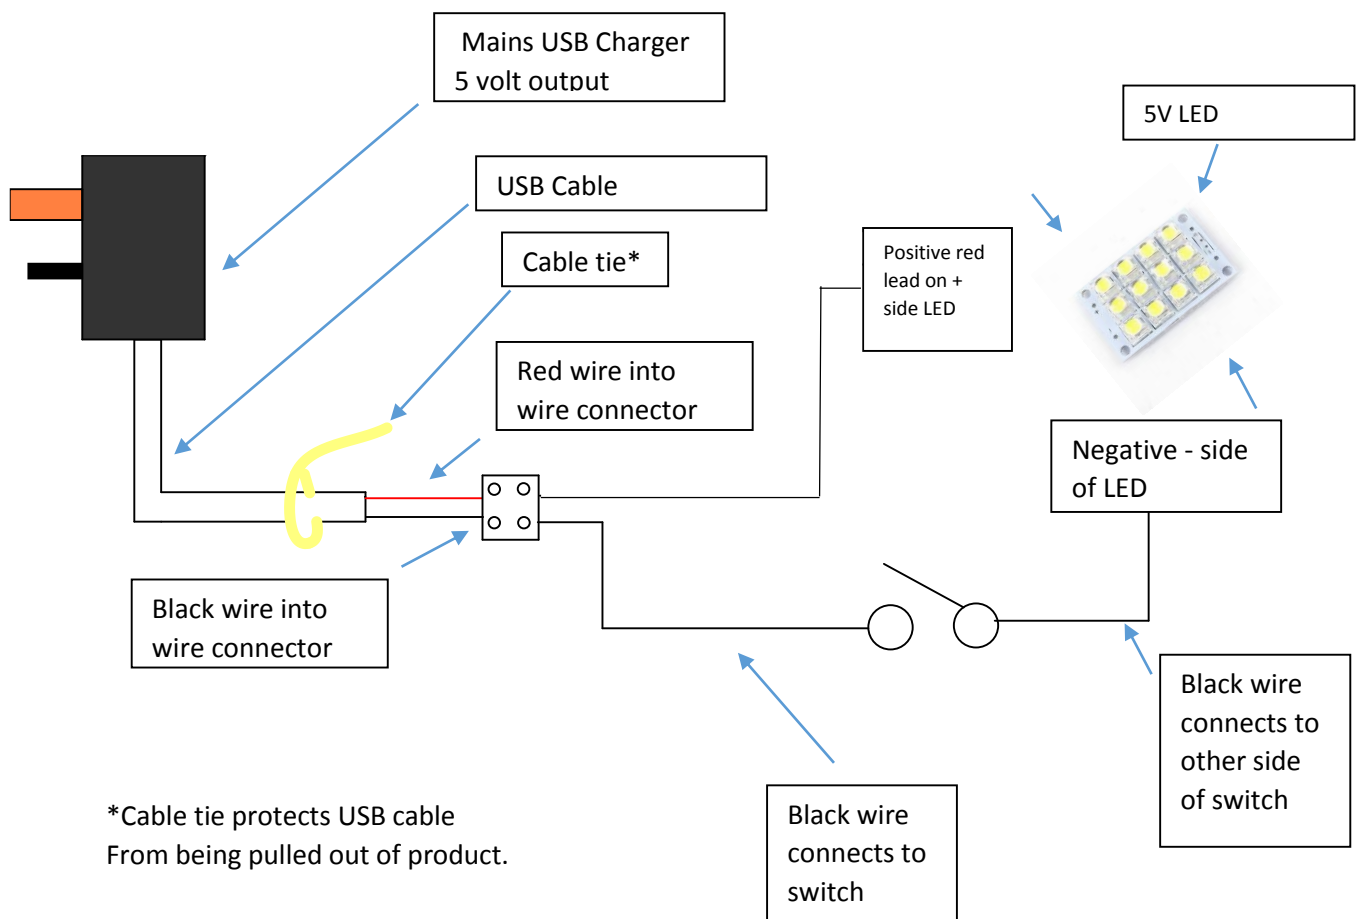 Mains USB Charger
5 volt output
5V LED
USB Cable
Cable tie*
Positive red
lead on +
side LED
Red wire into
wire connector
Negative - side
of LED
Black wire into
wire connector
Black wire
connects to
other side
of switch
Black wire
connects to
switch
*Cable tie protects USB cable
From being pulled out of product.